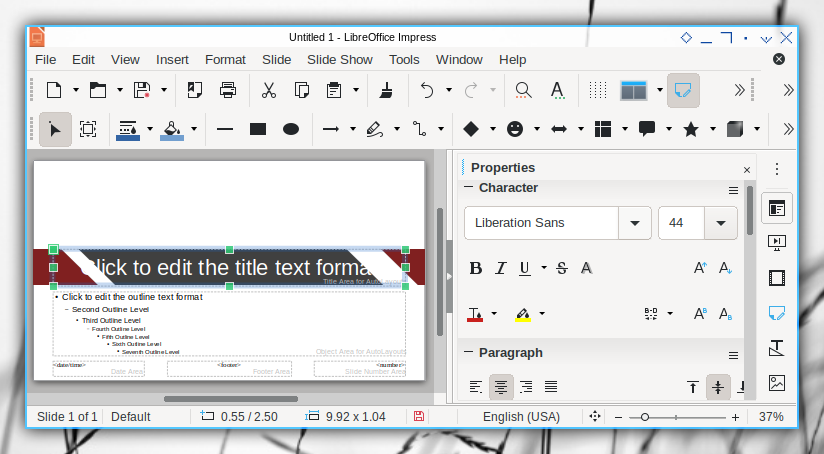 Untitled 1 - LibreOffice Impress
File Edit View Insert Format Slide Slide Show Tools Window Help
Click to edit the title text format
Title Area for AutoLayouts
• Click to edit the outline text format
– Second Outline Level
• Third Outline Level
– Fourth Outline Level
• Fifth Outline Level
• Sixth Outline Level
• Seventh Outline Level
Object Area for AutoLayouts
<date/time>
Date Area
<footer>
Footer Area
<number>
Slide Number Area
Properties
Character
Liberation Sans
44
Paragraph
Slide 1 of 1 Default 0.55 / 2.50 9.92 x 1.04 English (USA) 37%